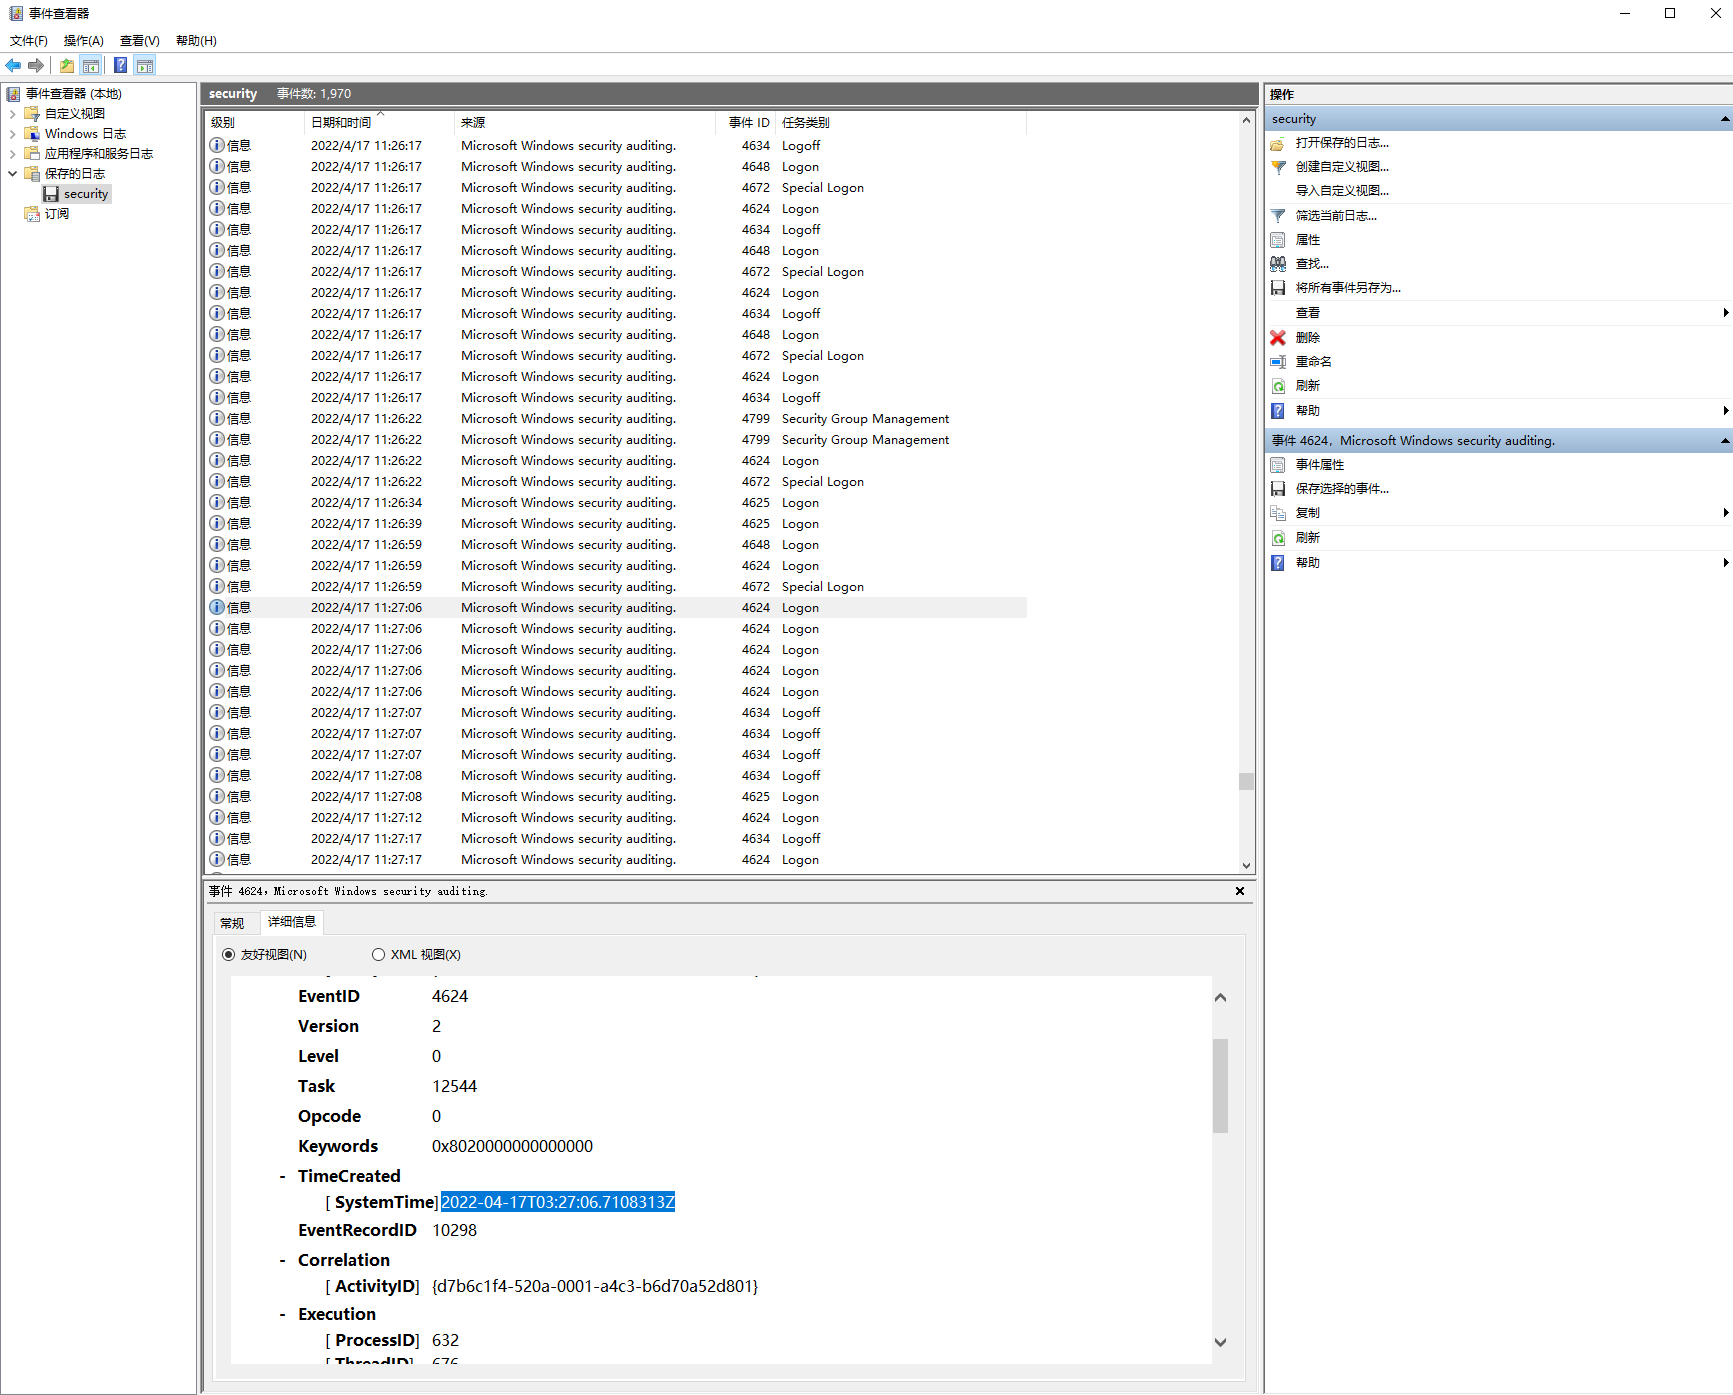 事件查看器
文件(F) 操作(A) 查看(V) 帮助(H)
事件查看器 (本地)
自定义视图
Windows 日志
应用程序和服务日志
保存的日志
security
订阅
security 事件数: 1,970
级别 日期和时间 来源 事件 ID 任务类别
信息 2022/4/17 11:26:17 Microsoft Windows security auditing. 4634 Logoff
信息 2022/4/17 11:26:17 Microsoft Windows security auditing. 4648 Logon
信息 2022/4/17 11:26:17 Microsoft Windows security auditing. 4672 Special Logon
信息 2022/4/17 11:26:17 Microsoft Windows security auditing. 4624 Logon
信息 2022/4/17 11:26:17 Microsoft Windows security auditing. 4634 Logoff
信息 2022/4/17 11:26:17 Microsoft Windows security auditing. 4648 Logon
信息 2022/4/17 11:26:17 Microsoft Windows security auditing. 4672 Special Logon
信息 2022/4/17 11:26:17 Microsoft Windows security auditing. 4624 Logon
信息 2022/4/17 11:26:17 Microsoft Windows security auditing. 4634 Logoff
信息 2022/4/17 11:26:17 Microsoft Windows security auditing. 4648 Logon
信息 2022/4/17 11:26:17 Microsoft Windows security auditing. 4672 Special Logon
信息 2022/4/17 11:26:17 Microsoft Windows security auditing. 4624 Logon
信息 2022/4/17 11:26:17 Microsoft Windows security auditing. 4634 Logoff
信息 2022/4/17 11:26:22 Microsoft Windows security auditing. 4799 Security Group Management
信息 2022/4/17 11:26:22 Microsoft Windows security auditing. 4799 Security Group Management
信息 2022/4/17 11:26:22 Microsoft Windows security auditing. 4624 Logon
信息 2022/4/17 11:26:22 Microsoft Windows security auditing. 4672 Special Logon
信息 2022/4/17 11:26:34 Microsoft Windows security auditing. 4625 Logon
信息 2022/4/17 11:26:39 Microsoft Windows security auditing. 4625 Logon
信息 2022/4/17 11:26:59 Microsoft Windows security auditing. 4648 Logon
信息 2022/4/17 11:26:59 Microsoft Windows security auditing. 4624 Logon
信息 2022/4/17 11:26:59 Microsoft Windows security auditing. 4672 Special Logon
信息 2022/4/17 11:27:06 Microsoft Windows security auditing. 4624 Logon
信息 2022/4/17 11:27:06 Microsoft Windows security auditing. 4624 Logon
信息 2022/4/17 11:27:06 Microsoft Windows security auditing. 4624 Logon
信息 2022/4/17 11:27:06 Microsoft Windows security auditing. 4624 Logon
信息 2022/4/17 11:27:06 Microsoft Windows security auditing. 4624 Logon
信息 2022/4/17 11:27:07 Microsoft Windows security auditing. 4634 Logoff
信息 2022/4/17 11:27:07 Microsoft Windows security auditing. 4634 Logoff
信息 2022/4/17 11:27:07 Microsoft Windows security auditing. 4634 Logoff
信息 2022/4/17 11:27:08 Microsoft Windows security auditing. 4634 Logoff
信息 2022/4/17 11:27:08 Microsoft Windows security auditing. 4625 Logon
信息 2022/4/17 11:27:12 Microsoft Windows security auditing. 4624 Logon
信息 2022/4/17 11:27:17 Microsoft Windows security auditing. 4634 Logoff
信息 2022/4/17 11:27:17 Microsoft Windows security auditing. 4624 Logon
事件 4624，Microsoft Windows security auditing.
常规 详细信息
友好视图(N) XML 视图(X)
EventID 4624
Version 2
Level 0
Task 12544
Opcode 0
Keywords 0x8020000000000000
- TimeCreated
[ SystemTime] 2022-04-17T03:27:06.7108313Z
EventRecordID 10298
- Correlation
[ ActivityID] {d7b6c1f4-520a-0001-a4c3-b6d70a52d801}
- Execution
[ ProcessID] 632
[ ThreadID] 676
操作
security
打开保存的日志...
创建自定义视图...
导入自定义视图...
筛选当前日志...
属性
查找...
将所有事件另存为...
查看
删除
重命名
刷新
帮助
事件 4624，Microsoft Windows security auditing.
事件属性
保存选择的事件...
复制
刷新
帮助